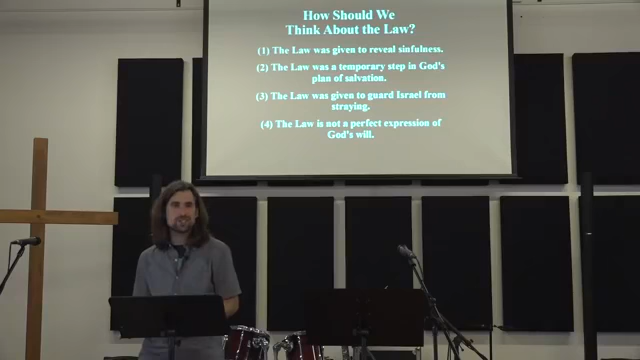 How Should We
Think About the Law?
(1) The Law was given to reveal sinfulness.
(2) The Law was a temporary step in God's
plan of salvation.
(3) The Law was given to guard Israel from
straying.
(4) The Law is not a perfect expression of
God's will.